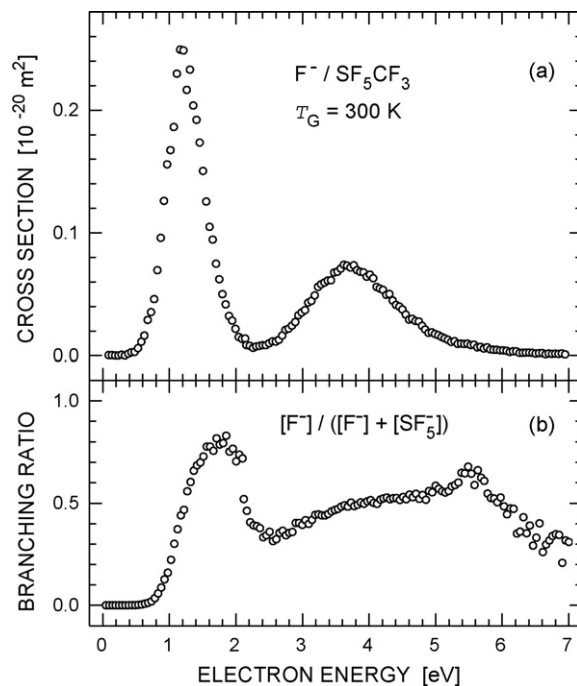 F⁻ / SF₅CF₃
(a)
T_G = 300 K
CROSS SECTION [10⁻²⁰ m²]
0.2
0.1
0.0
[F⁻] / ([F⁻] + [SF₅⁻])
(b)
BRANCHING RATIO
1.0
0.5
0.0
0 1 2 3 4 5 6 7
ELECTRON ENERGY [eV]